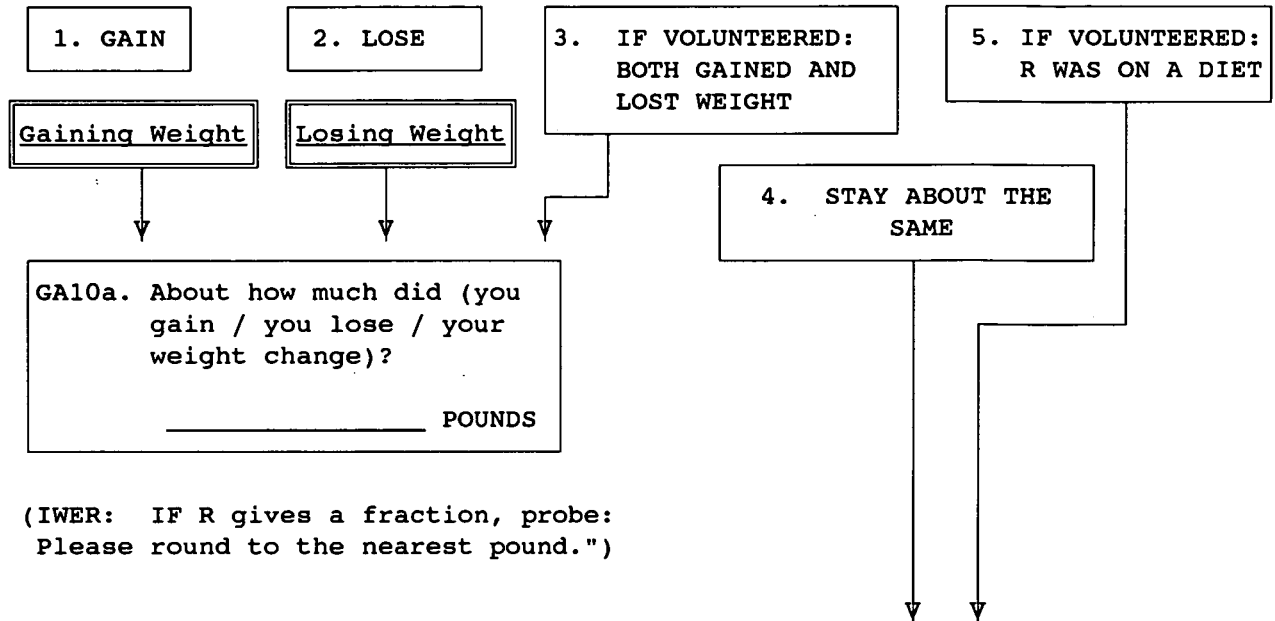 1. GAIN
2. LOSE
3. IF VOLUNTEERED:
BOTH GAINED AND
LOST WEIGHT
5. IF VOLUNTEERED:
R WAS ON A DIET
Gaining Weight
Losing Weight
4. STAY ABOUT THE
SAME
GA10a. About how much did (you
gain / you lose / your
weight change)?
POUNDS
(IWER: IF R gives a fraction, probe:
Please round to the nearest pound.")